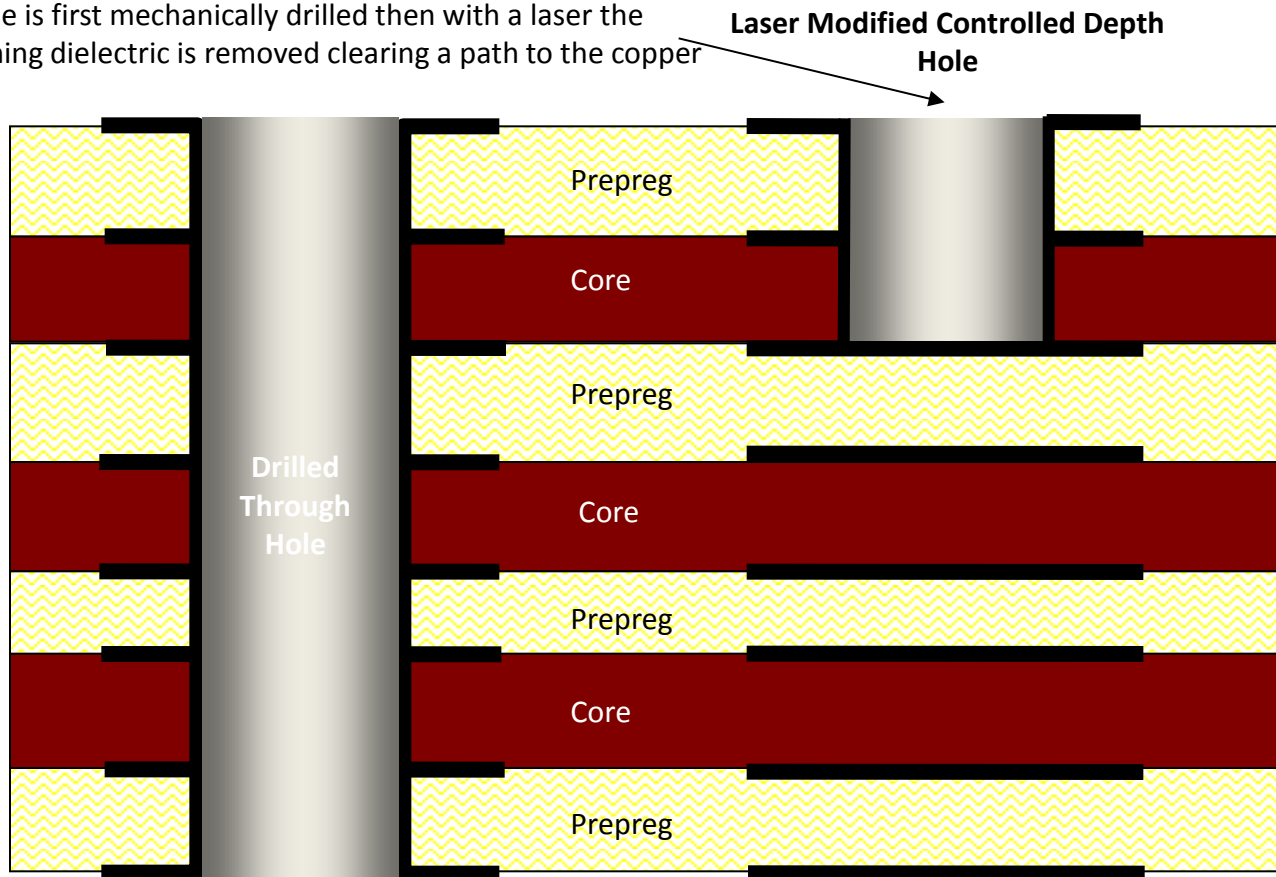 e is first mechanically drilled then with a laser the
ning dielectric is removed clearing a path to the copper
Laser Modified Controlled Depth
Hole
Prepreg
Core
Prepreg
Drilled
Through
Hole
Core
Prepreg
Core
Prepreg